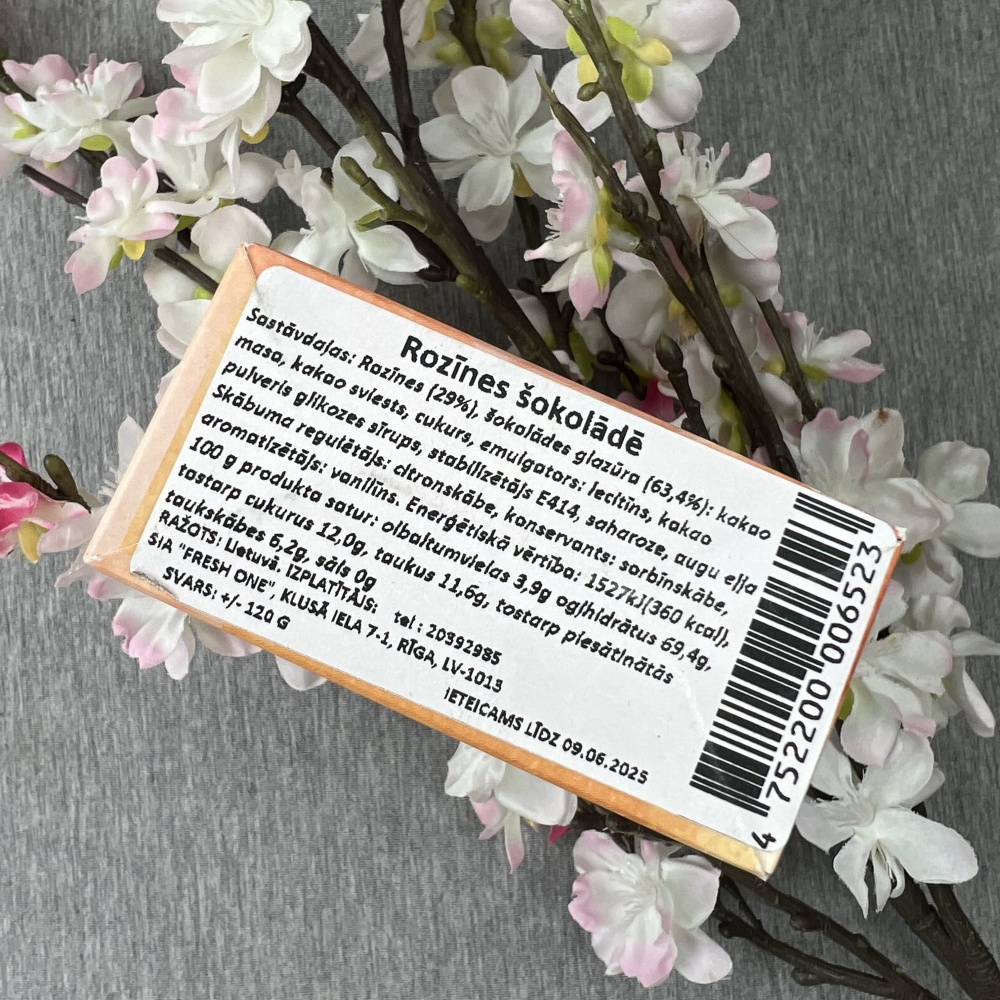 Rozīnes šokolādē
Sastāvdaļas: Rozīnes (29%), šokolādes glazūra (63,4%): kakao
masa, kakao sviests, cukurs, emulgators: lecitīns, kakao
pulveris glikozes sīrups, stabilizētājs E414, saharoze, augu eļļa
Skābuma regulētājs: citronskābe, konservants: sorbīnskābe,
aromatizētājs: vanilīns. Enerģētiskā vērtība: 1527kJ(360 kcal),
100 g produkta satur: olbaltumvielas 3,9g ogļhidrātus 69,4g,
tostarp cukurus 12,0g, taukus 11,6g, tostarp piesātinātās
taukskābes 6,2g, sāls 0g
RAŽOTS: Lietuvā. IZPLATĪTĀJS: tel: 20392985
SIA "FRESH ONE", KLUSĀ IELA 7-1, RĪGA, LV-1013
SVARS: +/- 120 G
IETEICAMS LĪDZ 09.06.2025
4 752200 006523